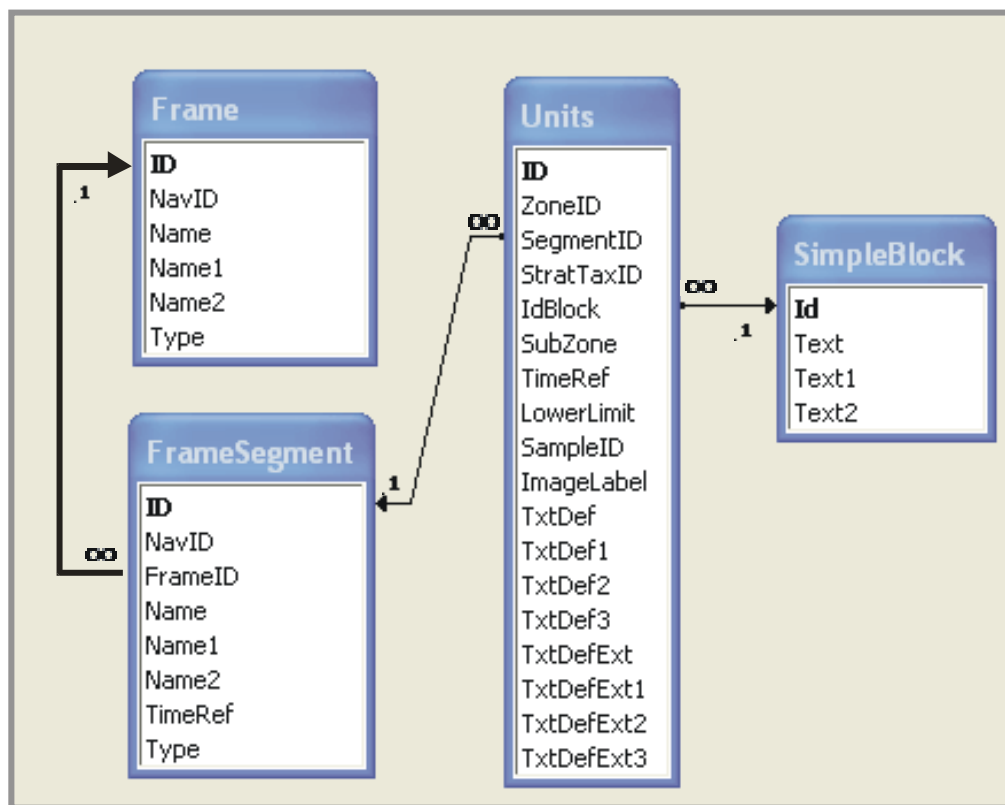 Frame
ID
NavID
Name
Name1
Name2
Type
.1
FrameSegment
ID
NavID
FrameID
Name
Name1
Name2
TimeRef
Type
∞
.1
Units
ID
ZoneID
SegmentID
StratTaxID
IdBlock
SubZone
TimeRef
LowerLimit
SampleID
ImageLabel
TxtDef
TxtDef1
TxtDef2
TxtDef3
TxtDefExt
TxtDefExt1
TxtDefExt2
TxtDefExt3
∞
∞
.1
SimpleBlock
Id
Text
Text1
Text2